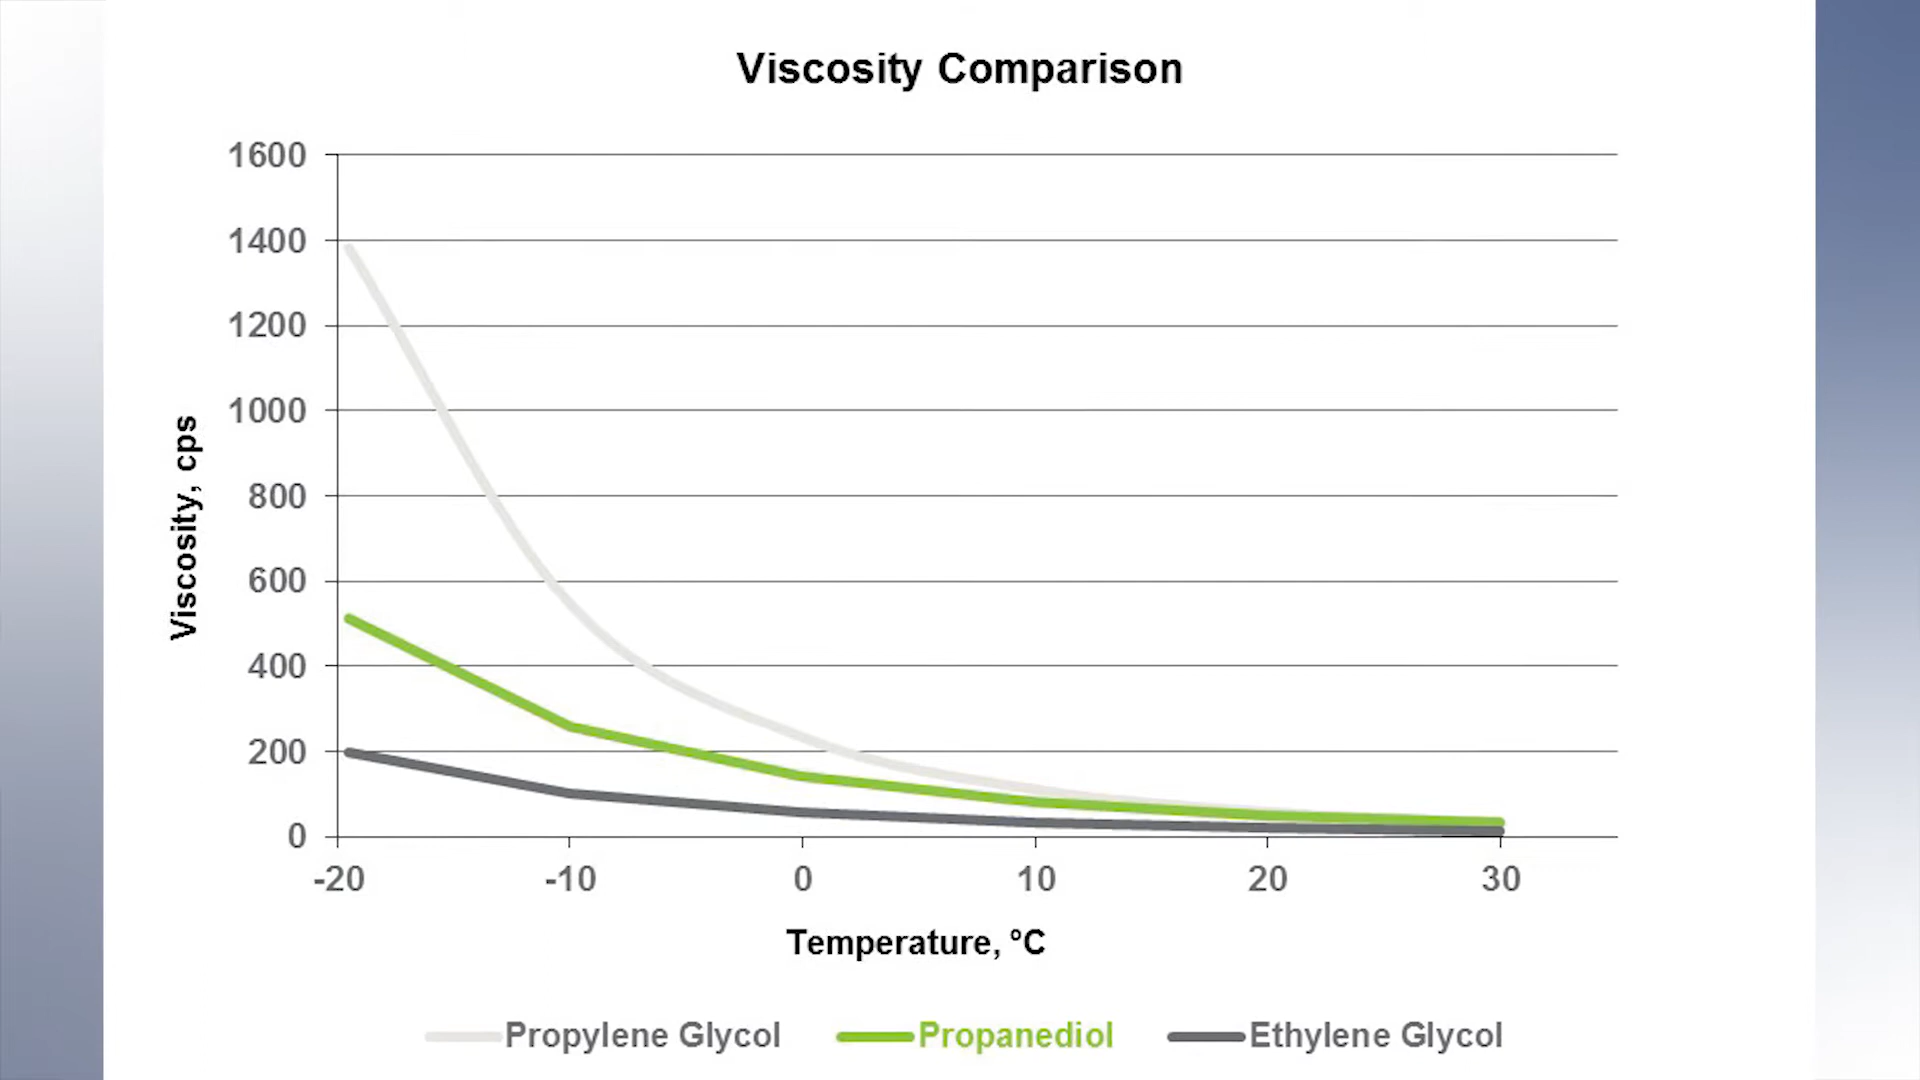 Viscosity Comparison
1600
1400
1200
1000
800
600
400
200
0
Viscosity, cps
-20 -10 0 10 20 30
Temperature, °C
Propylene Glycol Propanediol Ethylene Glycol